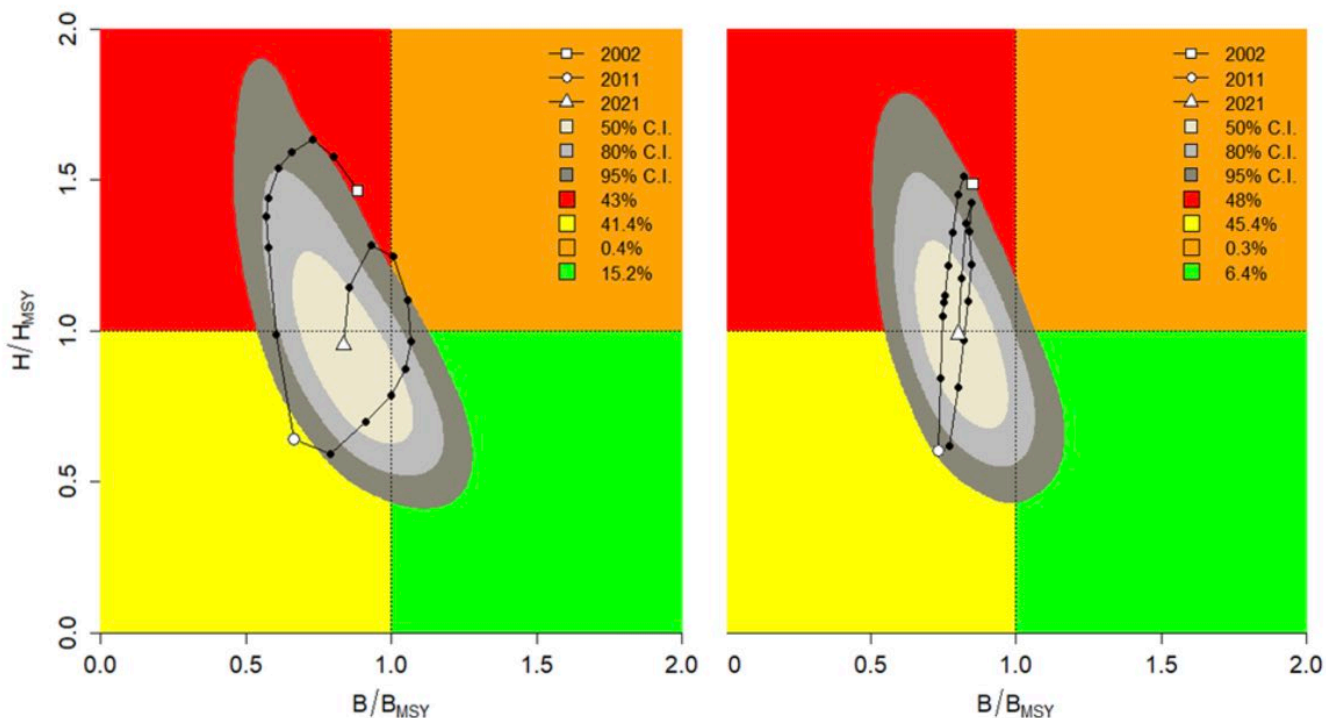 2.0
1.5
1.0
0.5
0.0
H/H_MSY
2002
2011
2021
50% C.I.
80% C.I.
95% C.I.
43%
41.4%
0.4%
15.2%
0.0 0.5 1.0 1.5 2.0
B/B_MSY
2002
2011
2021
50% C.I.
80% C.I.
95% C.I.
48%
45.4%
0.3%
6.4%
0 0.5 1.0 1.5 2.0
B/B_MSY